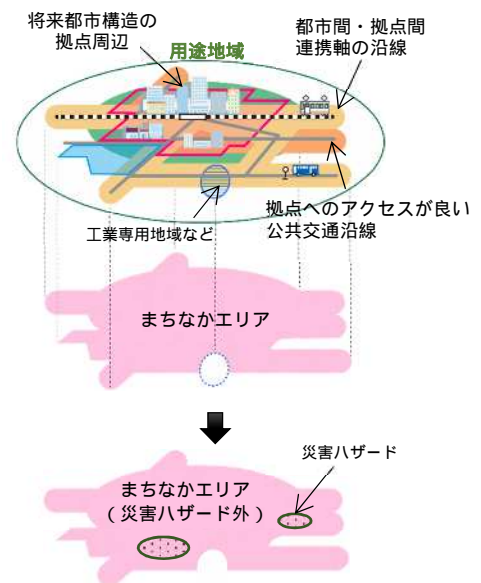 将来都市構造の
拠点周辺
用途地域
都市間・拠点間
連携軸の沿線
拠点へのアクセスが良い
公共交通沿線
工業専用地域など
まちなかエリア
災害ハザード
まちなかエリア
（災害ハザード外）